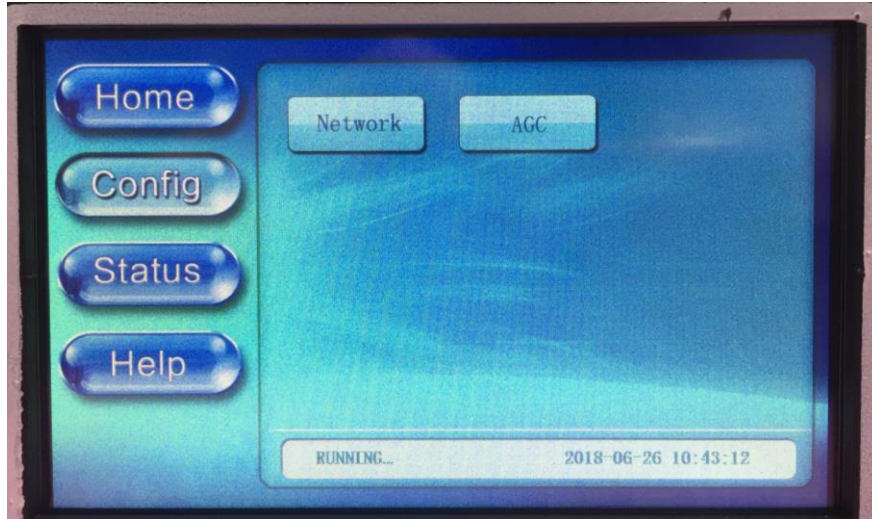 Home
Config
Status
Help
Network
AGC
RUNNING...
2018-06-26 10:43:12